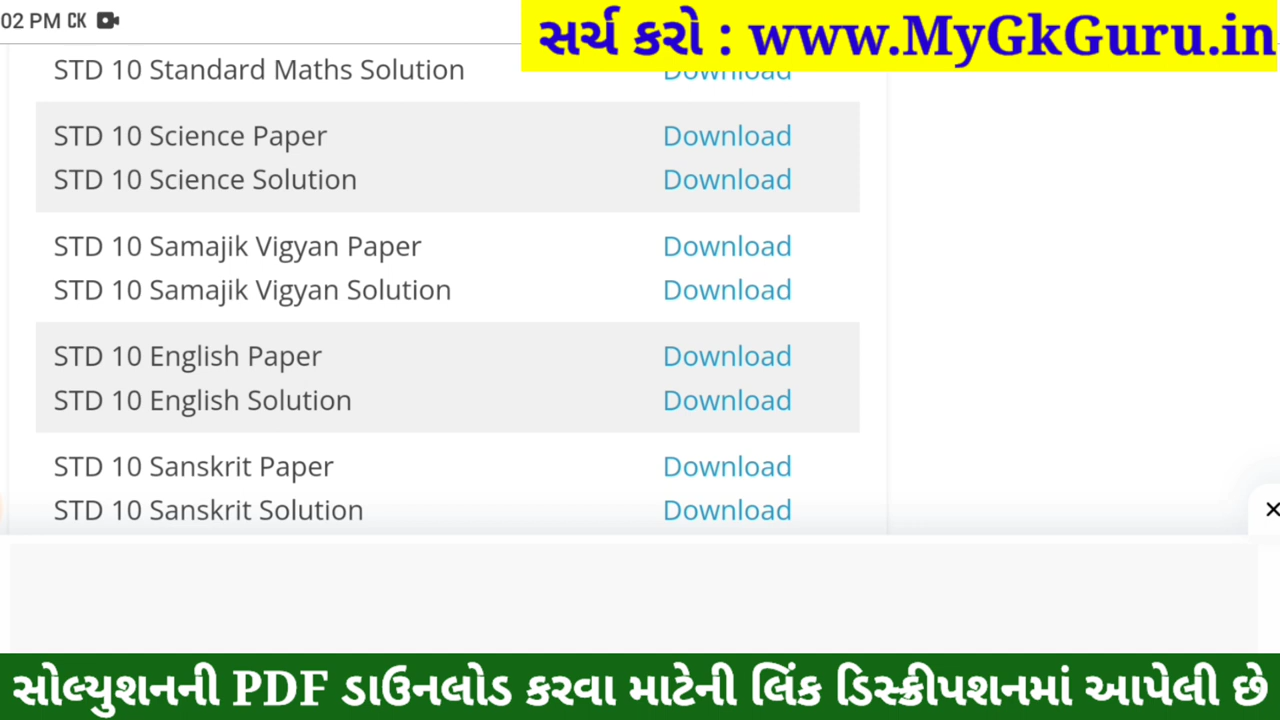 02 PM CK
સર્ચ કરો : www.MyGkGuru.in
STD 10 Standard Maths Solution Download
STD 10 Science Paper Download
STD 10 Science Solution Download
STD 10 Samajik Vigyan Paper Download
STD 10 Samajik Vigyan Solution Download
STD 10 English Paper Download
STD 10 English Solution Download
STD 10 Sanskrit Paper Download
STD 10 Sanskrit Solution Download
સોલ્યુશનની PDF ડાઉનલોડ કરવા માટેની લિંક ડિસ્ક્રીપશનમાં આપેલી છે